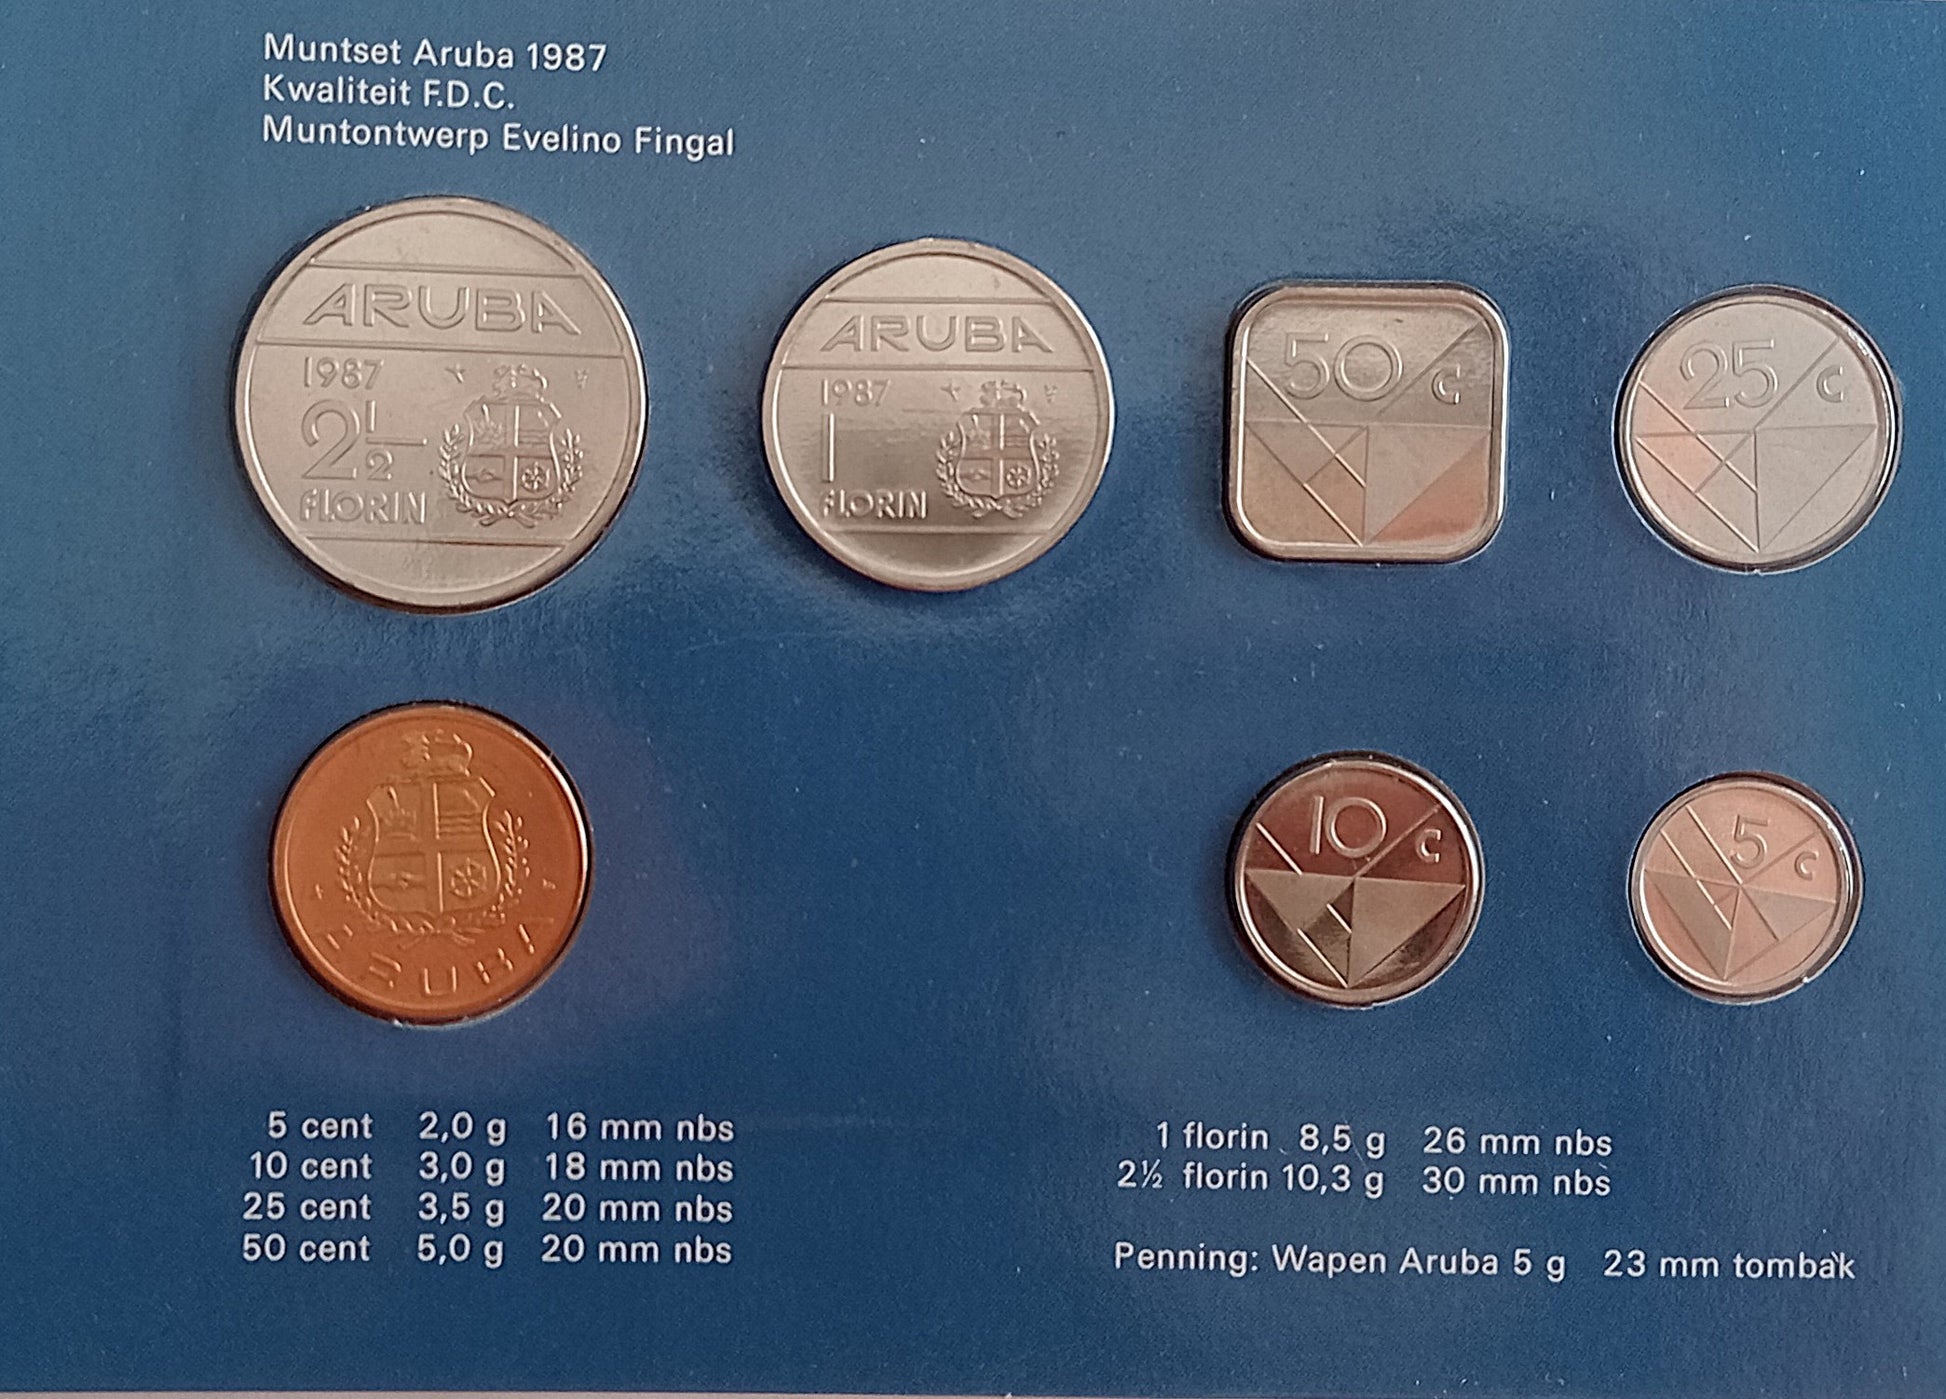 Muntset Aruba 1987
Kwaliteit F.D.C.
Muntontwerp Evelino Fingal
ARUBA
1987
2 1/2
FLORIN
ARUBA
1987
1
FLORIN
50 c
25 c
ARUBA
10 c
5 c
5 cent 2,0 g 16 mm nbs
10 cent 3,0 g 18 mm nbs
25 cent 3,5 g 20 mm nbs
50 cent 5,0 g 20 mm nbs
1 florin 8,5 g 26 mm nbs
2½ florin 10,3 g 30 mm nbs
Penning: Wapen Aruba 5 g 23 mm tombak